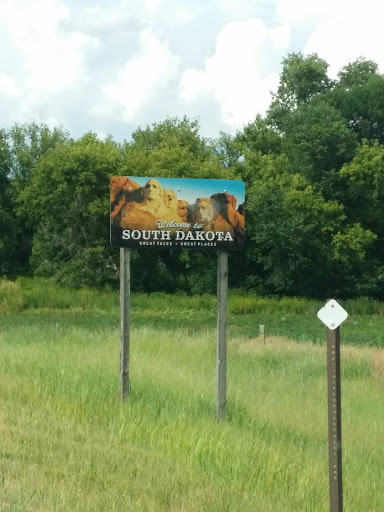 Welcome to
SOUTH DAKOTA
GREAT FACES • GREAT PLACES